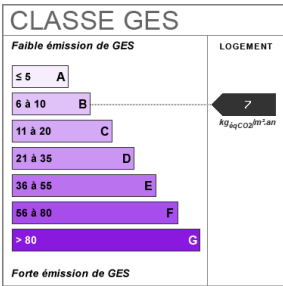 CLASSE GES
Faible émission de GES
LOGEMENT
≤ 5 A
6 à 10 B
7
kgéqCO2/m².an
11 à 20 C
21 à 35 D
36 à 55 E
56 à 80 F
> 80 G
Forte émission de GES